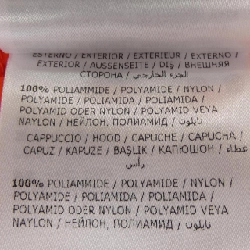 ESTERNO / EXTERIOR / EXTÉRIEUR / EXTERNO /
EXTERIOR / AUSSENSEITE / DIŞ / ВНЕШНЯЯ
СТОРОНА / الجزء الخارجي /
100% POLIAMMIDE / POLYAMIDE / NYLON /
POLYAMIDE / POLIAMIDA / POLIAMIDA /
POLYAMID ODER NYLON / POLYAMID VEYA
NAYLON / НЕЙЛОН, ПОЛИАМИД / نايلون /
CAPPUCCIO / HOOD / CAPUCHE / CAPUCHA /
CAPUZ / KAPUZE / BAŞLIK / КАПЮШОН / غطاء
رأس
100% POLIAMMIDE / POLYAMIDE / NYLON /
POLYAMIDE / POLIAMIDA / POLIAMIDA /
POLYAMID ODER NYLON / POLYAMID VEYA
NAYLON / НЕЙЛОН, ПОЛИАМИД / نايلون /